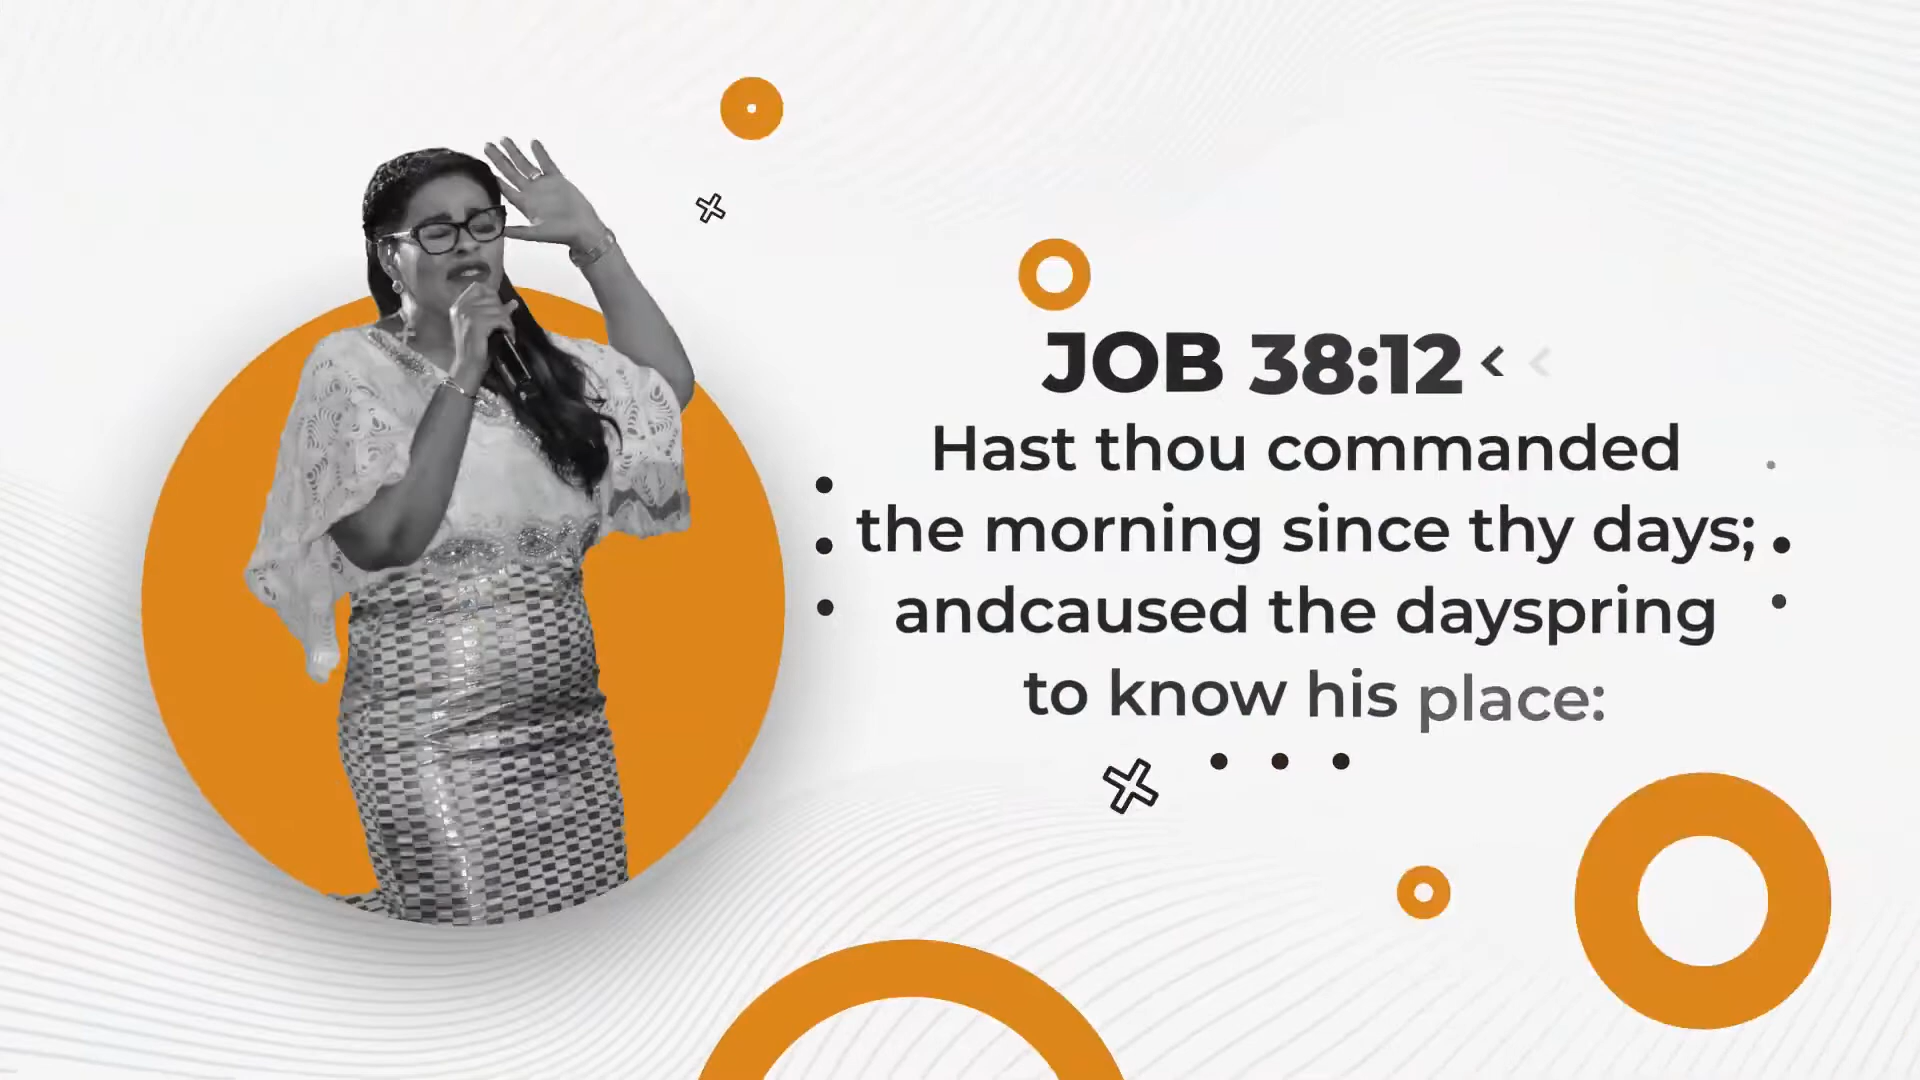 JOB 38:12
Hast thou commanded
the morning since thy days;
andcaused the dayspring
to know his place: